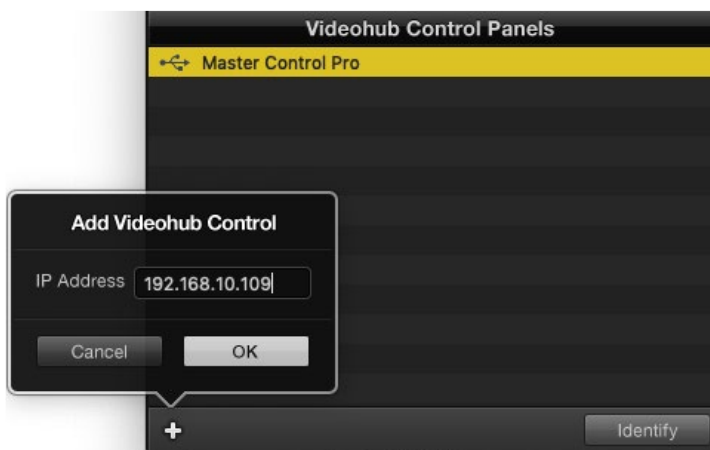 Videohub Control Panels
Master Control Pro
Add Videohub Control
IP Address 192.168.10.109
Cancel OK
+ Identify